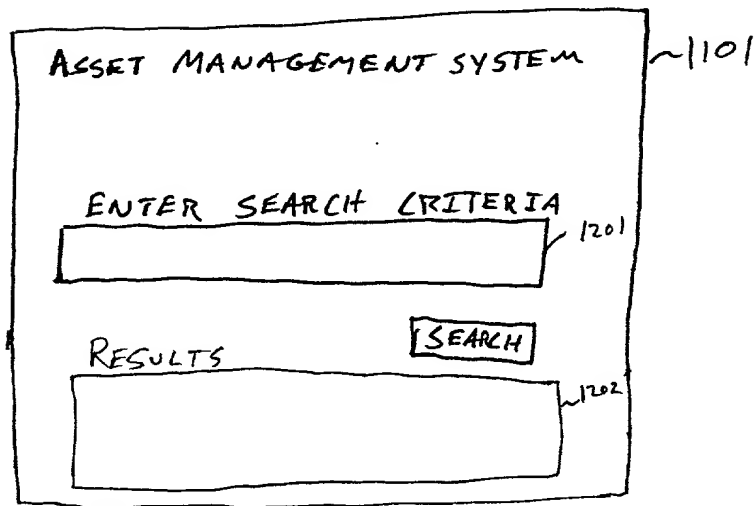 ASSET MANAGEMENT SYSTEM
1101
ENTER SEARCH CRITERIA
1201
SEARCH
RESULTS
1202